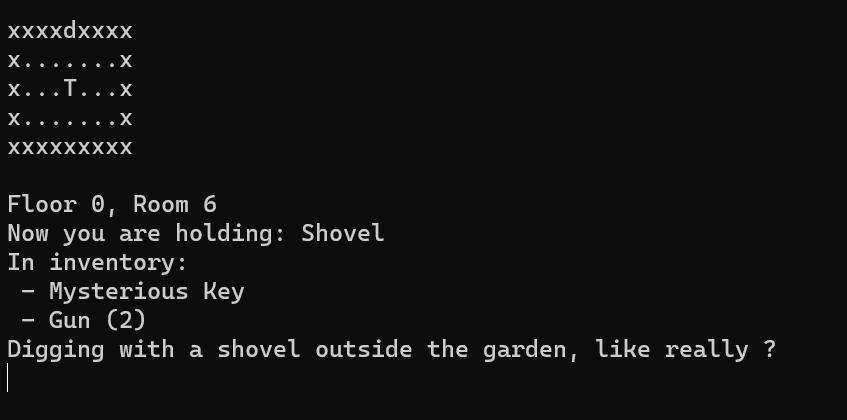 xxxxdxxxx
x.......x
x...T...x
x.......x
xxxxxxxxx
Floor 0, Room 6
Now you are holding: Shovel
In inventory:
 - Mysterious Key
 - Gun (2)
Digging with a shovel outside the garden, like really ?